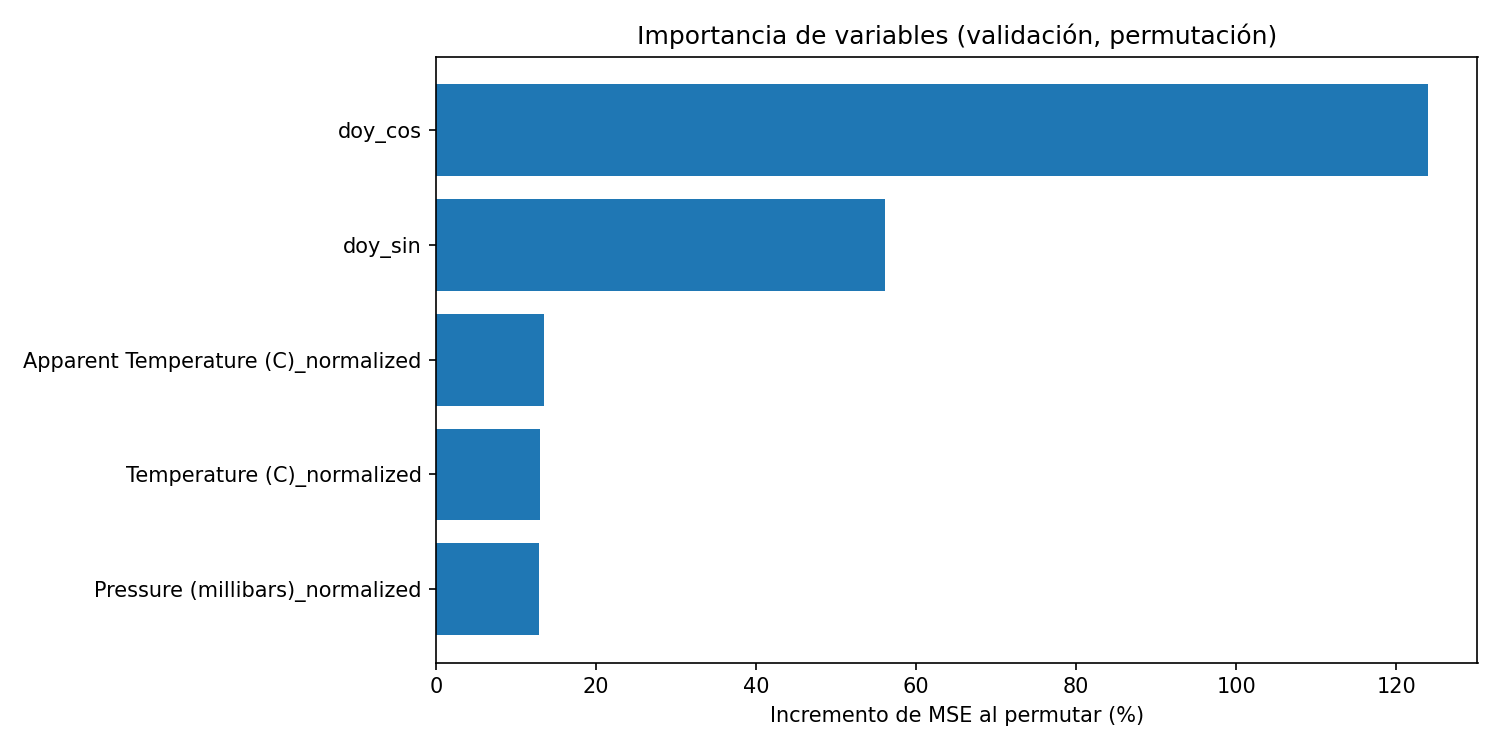 Importancia de variables (validación, permutación)
doy_cos
doy_sin
Apparent Temperature (C)_normalized
Temperature (C)_normalized
Pressure (millibars)_normalized
0 20 40 60 80 100 120
Incremento de MSE al permutar (%)